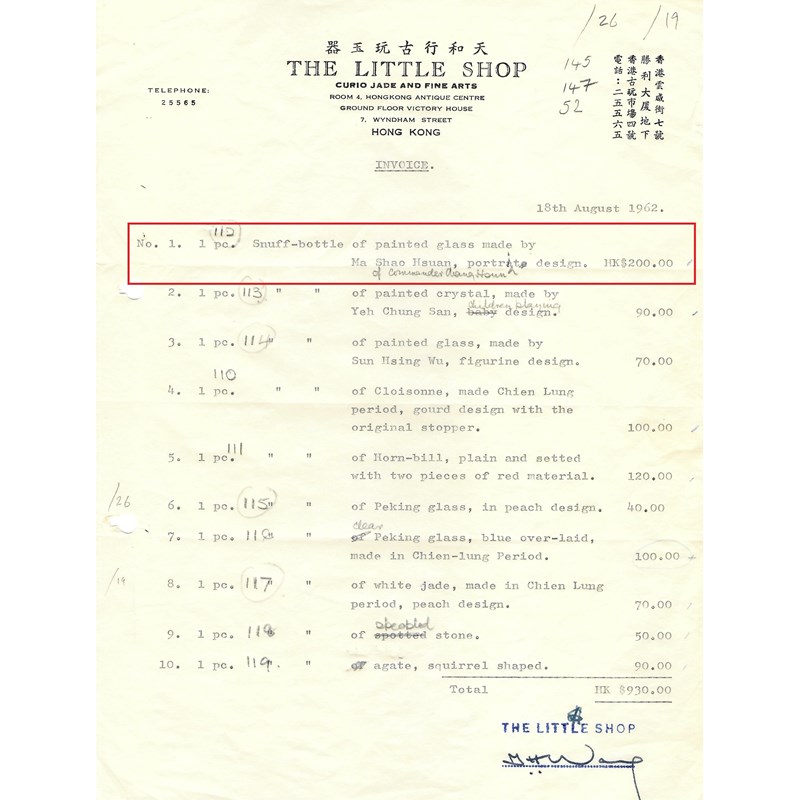 /26 /19
天和行古玩玉器
THE LITTLE SHOP
CURIO JADE AND FINE ARTS
ROOM 4, HONGKONG ANTIQUE CENTRE
GROUND FLOOR VICTORY HOUSE
7, WYNDHAM STREET
HONG KONG
TELEPHONE:
25565
145
147
52
香港雲咸街七號
勝利大厦地下
香港古玩市場四號
電話：二五五六五
INVOICE.
18th August 1962.
112
No. 1. 1 pc. Snuff-bottle of painted glass made by
Ma Shao Hsuan, portrit design. HK$200.00
of Commander
2. 1 pc. 113 " " of painted crystal, made by
children playing
Yeh Chung San, baby design. 90.00
3. 1 pc. 114 " " of painted glass, made by
Sun Hsing Wu, figurine design. 70.00
110
4. 1 pc. " " of Cloisonne, made Chien Lung
period, gourd design with the
original stopper. 100.00
111
5. 1 pc. " " of Horn-bill, plain and setted
with two pieces of red material. 120.00
/26
6. 1 pc. 115 " " of Peking glass, in peach design. 40.00
clear
7. 1 pc. " of Peking glass, blue over-laid,
made in Chien-lung Period. 100.00
/19
8. 1 pc. 117 " " of white jade, made in Chien Lung
period, peach design. 70.00
9. 1 pc. 118 " of spotted stone. 50.00
10. 1 pc. 119 " of agate, squirrel shaped. 90.00
Total HK $930.00
THE LITTLE SHOP